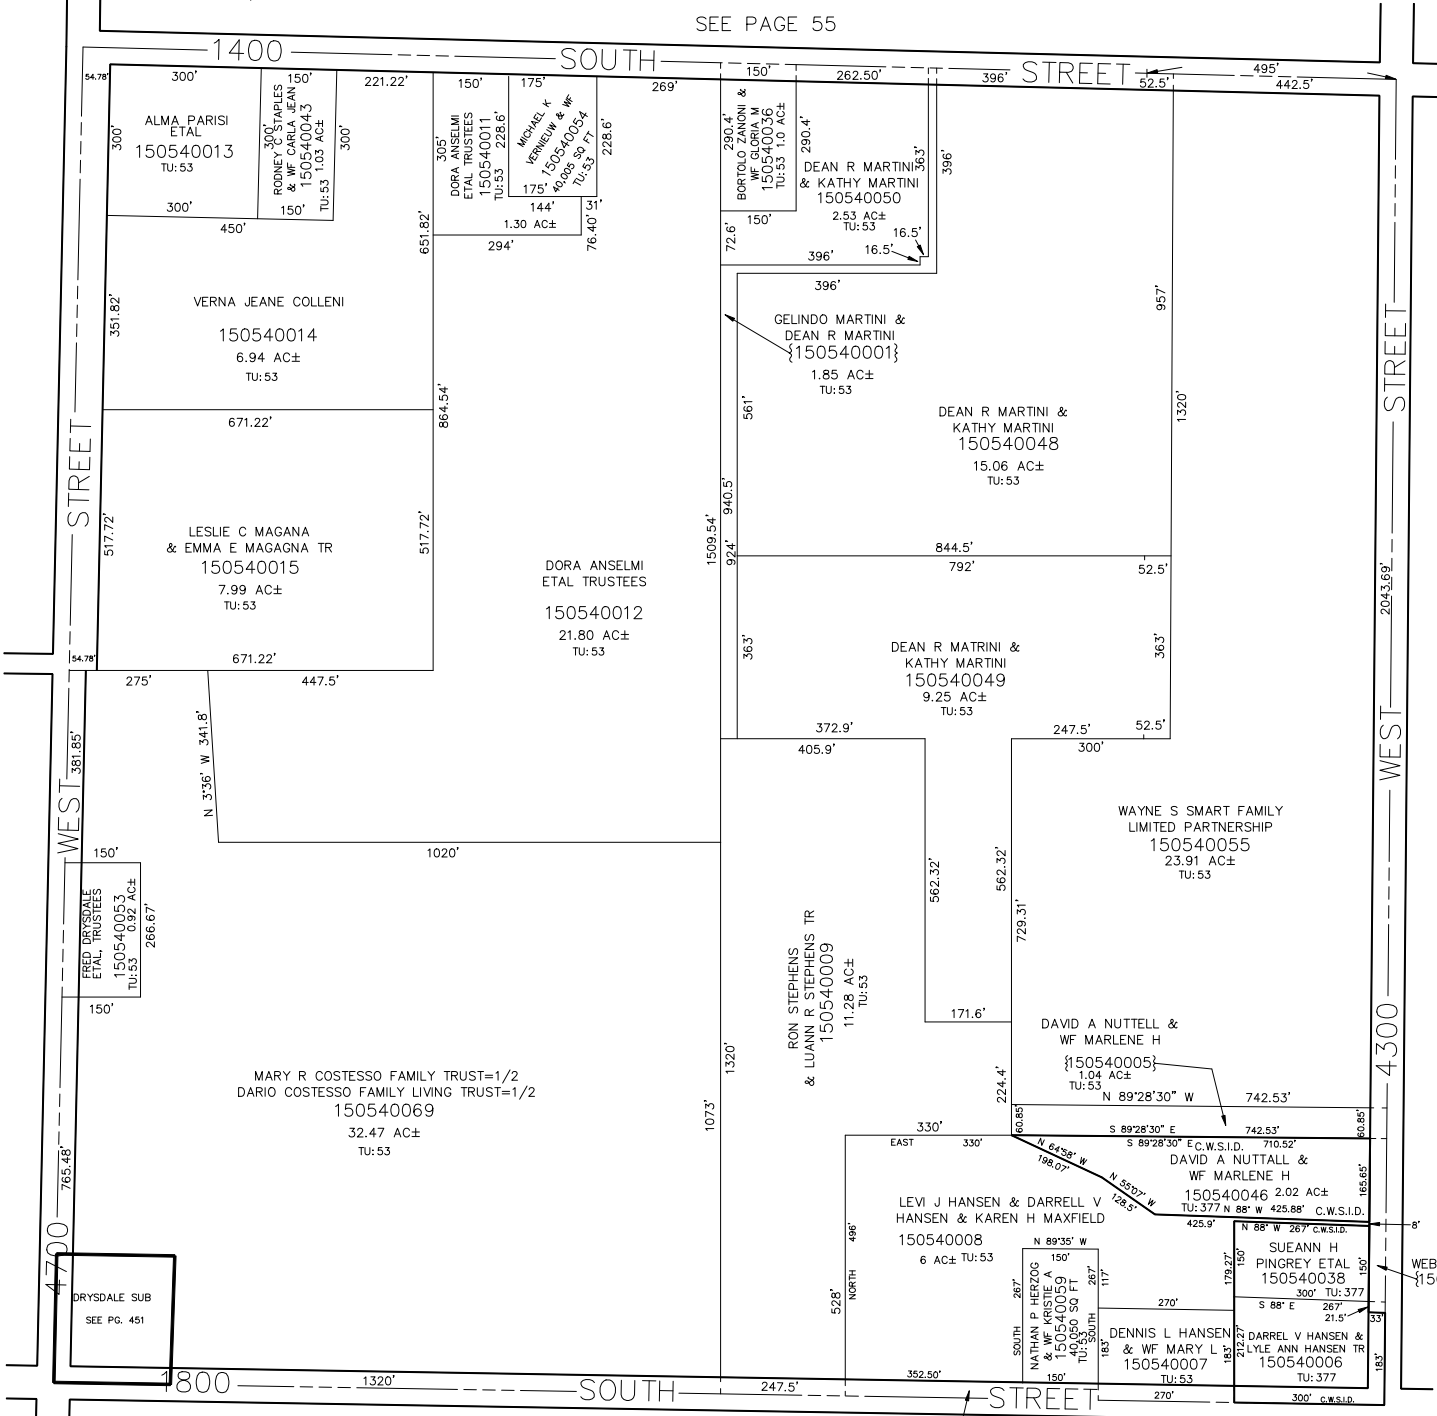 SEE PAGE 55
1400 SOUTH STREET
495'
54.78'
300'
150'
221.22'
150'
175'
269'
150'
262.50'
396'
52.5'
442.5'
ALMA PARISI
ETAL
150540013
TU:53
300'
300'
450'
RODNEY C STAPLES
& WF CARLA JEAN
150540043
TU:53 1.03 AC±
300'
300'
150'
DORA ANSELMI
ETAL TRUSTEES
150540011
TU:53
305'
228.6'
1.30 AC±
294'
MICHAEL K
VERNIEUW & WF
150540054
40,005 SQ FT
TU:53
228.6'
175'
144'
31'
76.40'
BORTOLO ZANONI &
WF GLORIA M
150540036
TU:53 1.0 AC±
290.4'
290.4'
150'
72.6'
DEAN R MARTINI
& KATHY MARTINI
150540050
2.53 AC±
TU:53
363'
396'
16.5'
16.5'
396'
396'
VERNA JEANE COLLENI
150540014
6.94 AC±
TU:53
351.82'
651.82'
671.22'
864.54'
GELINDO MARTINI &
DEAN R MARTINI
{150540001}
1.85 AC±
TU:53
561'
957'
1320'
DEAN R MARTINI &
KATHY MARTINI
150540048
15.06 AC±
TU:53
LESLIE C MAGANA
& EMMA E MAGAGNA TR
150540015
7.99 AC±
TU:53
517.72'
517.72'
54.78'
671.22'
275'
447.5'
DORA ANSELMI
ETAL TRUSTEES
150540012
21.80 AC±
TU:53
1509.54'
940.5'
924'
844.5'
792'
52.5'
2043.69'
DEAN R MATRINI &
KATHY MARTINI
150540049
9.25 AC±
TU:53
363'
363'
372.9'
405.9'
247.5'
52.5'
300'
381.85'
N 3°36' W 341.8'
1020'
WAYNE S SMART FAMILY
LIMITED PARTNERSHIP
150540055
23.91 AC±
TU:53
562.32'
562.32'
729.31'
171.6'
224.4'
150'
FRED DRYSDALE
ETAL, TRUSTEES
150540053
TU:53 0.92 AC±
266.67'
150'
RON STEPHENS
& LUANN R STEPHENS TR
150540009
11.28 AC±
TU:53
MARY R COSTESSO FAMILY TRUST=1/2
DARIO COSTESSO FAMILY LIVING TRUST=1/2
150540069
32.47 AC±
TU:53
765.48'
1320'
1073'
DAVID A NUTTELL &
WF MARLENE H
{150540005}
1.04 AC±
TU:53
N 89°28'30" W 742.53'
60.85'
60.85'
S 89°28'30" E 742.53'
S 89°28'30" E C.W.S.I.D. 710.52'
330'
EAST 330'
N 64°58' W
198.07'
N 55°07' W
128.5'
DAVID A NUTTALL &
WF MARLENE H
150540046 2.02 AC±
TU:377 N 88° W 425.88' C.W.S.I.D.
165.65'
425.9'
N 88° W 267' C.W.S.I.D.
8'
LEVI J HANSEN & DARRELL V
HANSEN & KAREN H MAXFIELD
150540008
6 AC± TU:53
496'
NORTH
528'
N 89°35' W
150'
NATHAN P HERZOG
& WF KRISTIE A
150540059
40,050 SQ FT
TU:53
267'
SOUTH
267'
SOUTH
117'
183'
150'
SUEANN H
PINGREY ETAL
150540038
300' TU:377
150'
179.27'
150'
S 88° E 267'
21.5'
33'
WEB
{15
270'
DENNIS L HANSEN
& WF MARY L
150540007
TU:53
183'
212.27'
DARREL V HANSEN &
LYLE ANN HANSEN TR
150540006
TU:377
183'
270'
300' C.W.S.I.D.
DRYSDALE SUB
SEE PG. 451
1320'
247.5'
352.50'
1800 SOUTH STREET
4700 WEST STREET
4300 WEST STREET